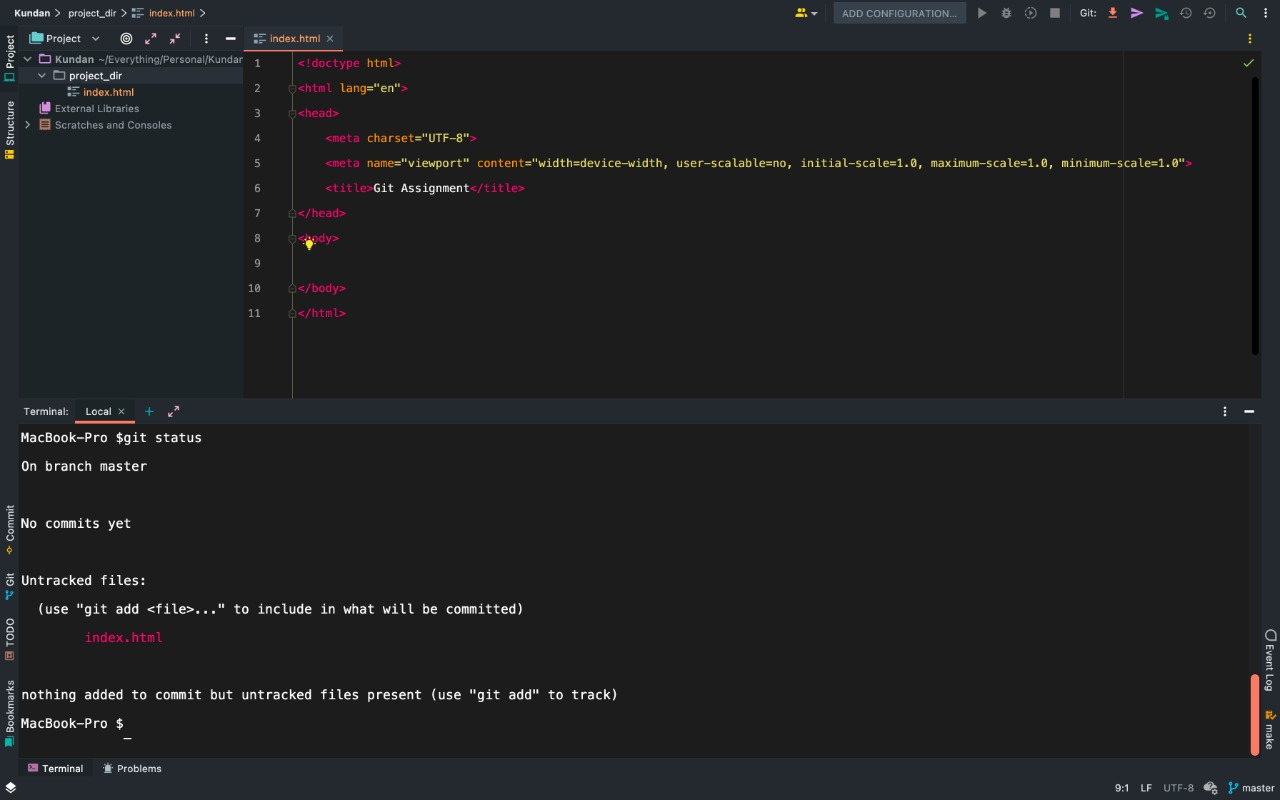 Kundan project_dir index.html
ADD CONFIGURATION... Git:
Project
index.html
Kundan ~/Everything/Personal/Kundan
project_dir
index.html
External Libraries
Scratches and Consoles
1 <!doctype html>
2 <html lang="en">
3 <head>
4 <meta charset="UTF-8">
5 <meta name="viewport" content="width=device-width, user-scalable=no, initial-scale=1.0, maximum-scale=1.0, minimum-scale=1.0">
6 <title>Git Assignment</title>
7 </head>
8 <body>
9
10 </body>
11 </html>
Project
Structure
Commit
Git
TODO
Bookmarks
Terminal: Local
MacBook-Pro $git status
On branch master
No commits yet
Untracked files:
(use "git add <file>..." to include in what will be committed)
index.html
nothing added to commit but untracked files present (use "git add" to track)
MacBook-Pro $
Event Log
make
Terminal Problems
9:1 LF UTF-8 master